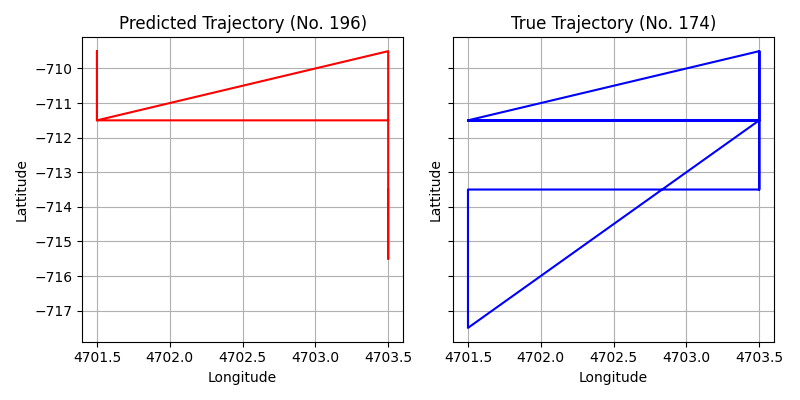 Predicted Trajectory (No. 196)
True Trajectory (No. 174)
Lattitude
−710
−711
−712
−713
−714
−715
−716
−717
4701.5 4702.0 4702.5 4703.0 4703.5
Longitude
Lattitude
4701.5 4702.0 4702.5 4703.0 4703.5
Longitude